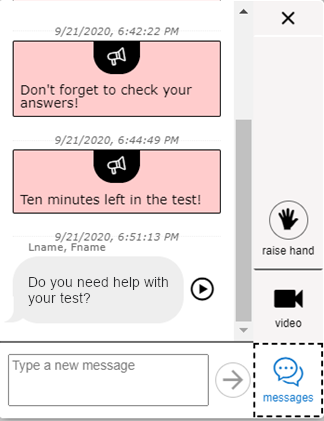 9/21/2020, 6:42:22 PM
Don't forget to check your
answers!
9/21/2020, 6:44:49 PM
Ten minutes left in the test!
9/21/2020, 6:51:13 PM
Lname, Fname
Do you need help with
your test?
Type a new message
raise hand
video
messages